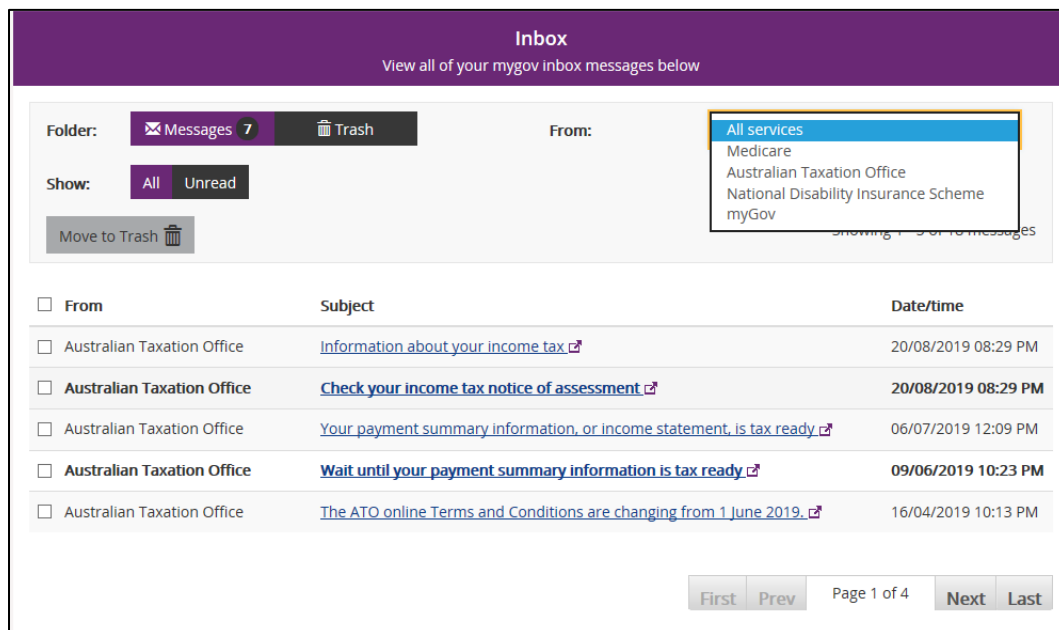 Inbox
View all of your mygov inbox messages below
Folder: Messages 7 Trash From:
All services
Medicare
Australian Taxation Office
National Disability Insurance Scheme
myGov
Show: All Unread
Move to Trash
messages
From Subject Date/time
Australian Taxation Office Information about your income tax 20/08/2019 08:29 PM
Australian Taxation Office Check your income tax notice of assessment 20/08/2019 08:29 PM
Australian Taxation Office Your payment summary information, or income statement, is tax ready 06/07/2019 12:09 PM
Australian Taxation Office Wait until your payment summary information is tax ready 09/06/2019 10:23 PM
Australian Taxation Office The ATO online Terms and Conditions are changing from 1 June 2019. 16/04/2019 10:13 PM
First Prev Page 1 of 4 Next Last